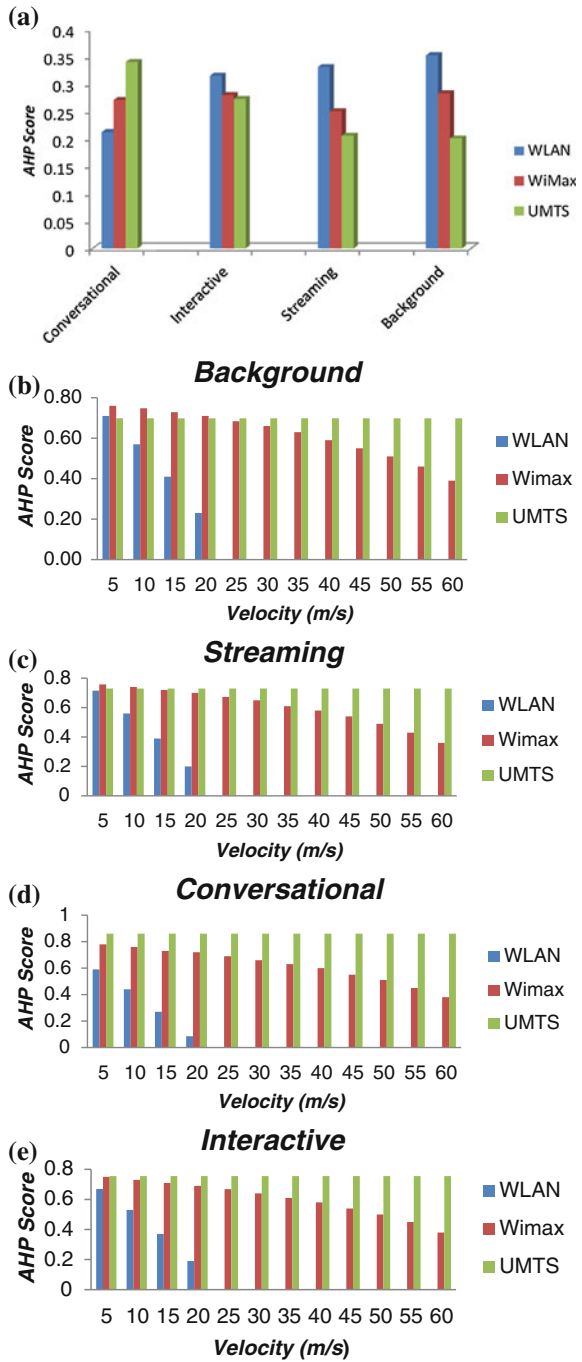 (a)
0.4
0.35
0.3
0.25
0.2
0.15
0.1
0.05
0
AHP Score
Conversational
Interactive
Streaming
Background
WLAN
WiMax
UMTS
(b)
Background
0.80
0.60
0.40
0.20
0.00
AHP Score
5 10 15 20 25 30 35 40 45 50 55 60
Velocity (m/s)
WLAN
Wimax
UMTS
(c)
Streaming
0.8
0.6
0.4
0.2
0
AHP Score
5 10 15 20 25 30 35 40 45 50 55 60
Velocity (m/s)
WLAN
Wimax
UMTS
(d)
Conversational
1
0.8
0.6
0.4
0.2
0
AHP Score
5 10 15 20 25 30 35 40 45 50 55 60
Velocity (m/s)
WLAN
Wimax
UMTS
(e)
Interactive
0.8
0.6
0.4
0.2
0
AHP Score
5 10 15 20 25 30 35 40 45 50 55 60
Velocity (m/s)
WLAN
Wimax
UMTS